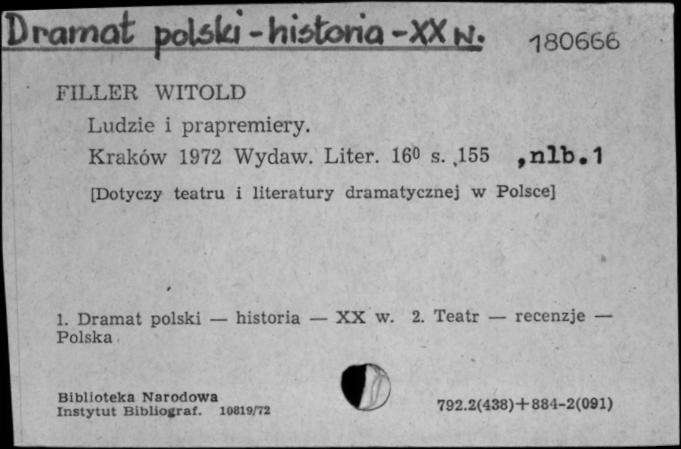 Dramat polski - historia - XX w.
180666
FILLER WITOLD
Ludzie i prapremiery.
Kraków 1972 Wydaw. Liter. 16⁰ s. 155 ,nlb.1
[Dotyczy teatru i literatury dramatycznej w Polsce]
1. Dramat polski — historia — XX w. 2. Teatr — recenzje —
Polska
Biblioteka Narodowa
Instytut Bibliograf. 10819/72
792.2(438)+884-2(091)